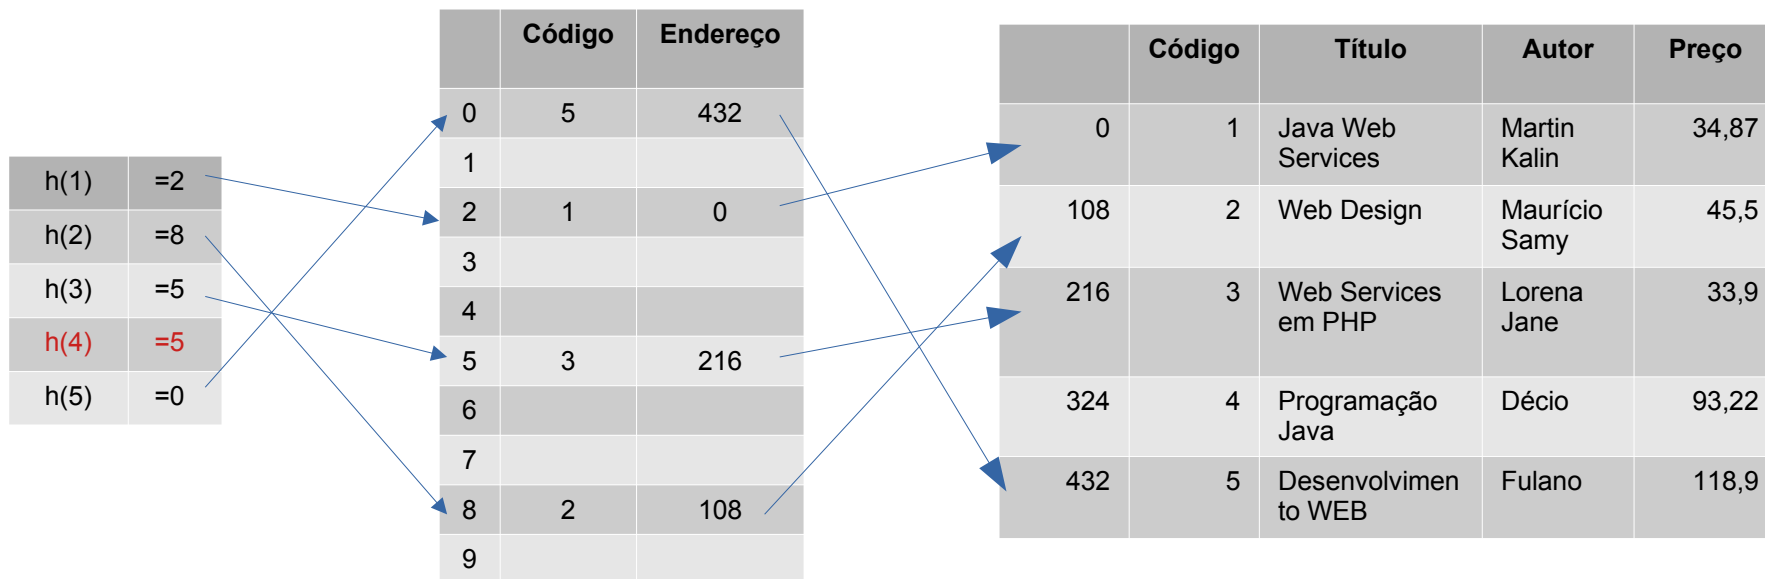 h(1) =2
h(2) =8
h(3) =5
h(4) =5
h(5) =0
Código Endereço
0 5 432
1
2 1 0
3
4
5 3 216
6
7
8 2 108
9
Código Título Autor Preço
0 1 Java Web Martin 34,87
Services Kalin
108 2 Web Design Maurício 45,5
Samy
216 3 Web Services Lorena 33,9
em PHP Jane
324 4 Programação Décio 93,22
Java
432 5 Desenvolvimen Fulano 118,9
to WEB